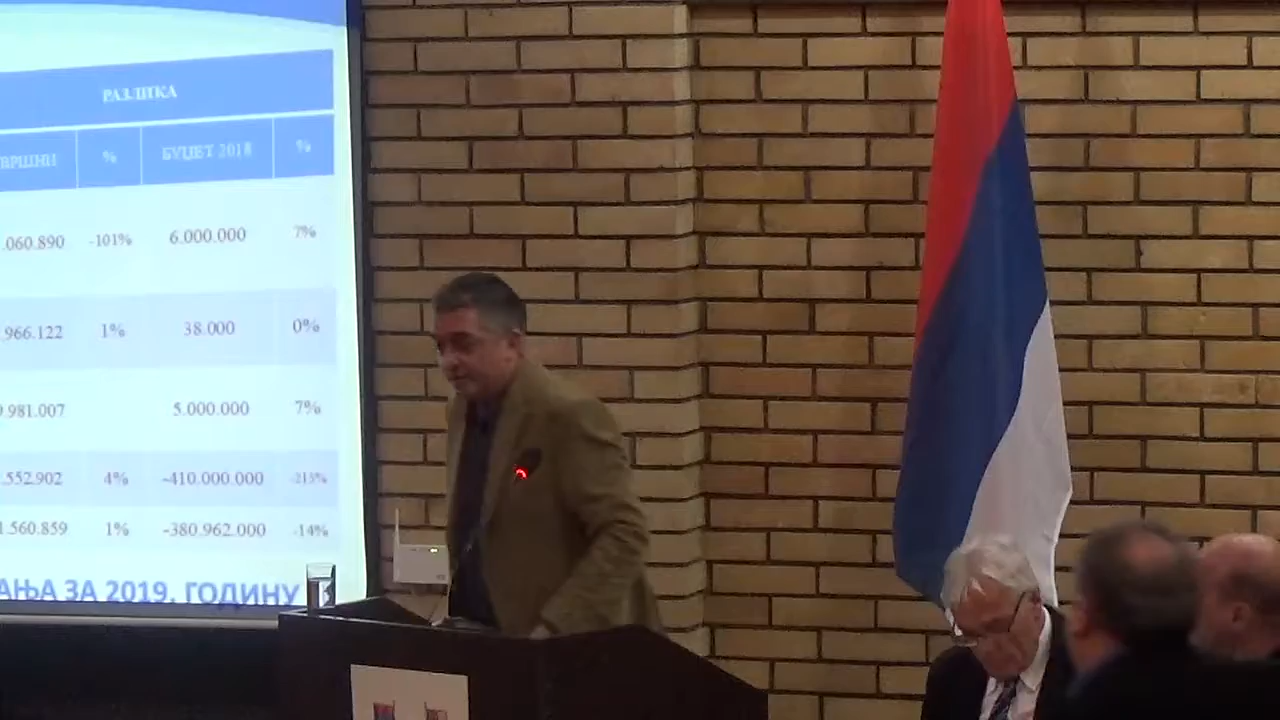 РАЗЛИКА
ВРШНИ % БУЏЕТ 2018 %
.060.890 -101% 6.000.000 7%
966.122 1% 38.000 0%
9.981.007 5.000.000 7%
.552.902 4% -410.000.000 -213%
1.560.859 1% -380.962.000 -14%
АЊА ЗА 2019. ГОДИНУ